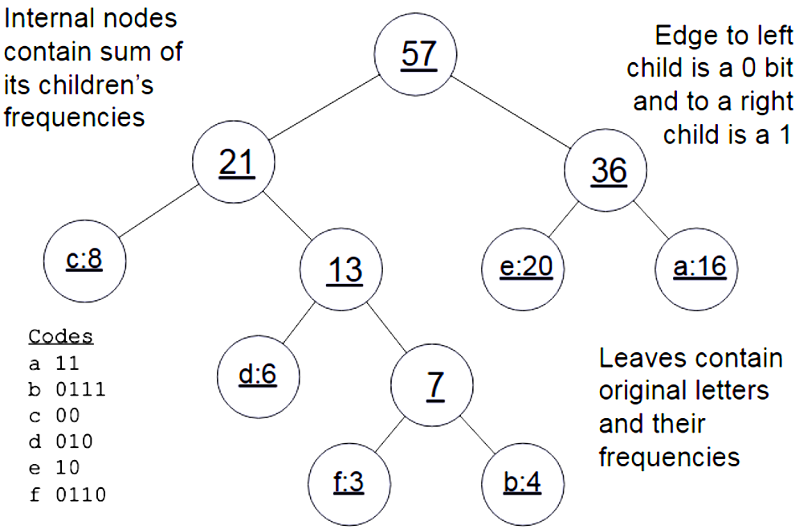 Internal nodes
contain sum of
its children's
frequencies
57
Edge to left
child is a 0 bit
and to a right
child is a 1
21
36
c:8
13
e:20
a:16
d:6
7
f:3
b:4
Codes
a 11
b 0111
c 00
d 010
e 10
f 0110
Leaves contain
original letters
and their
frequencies